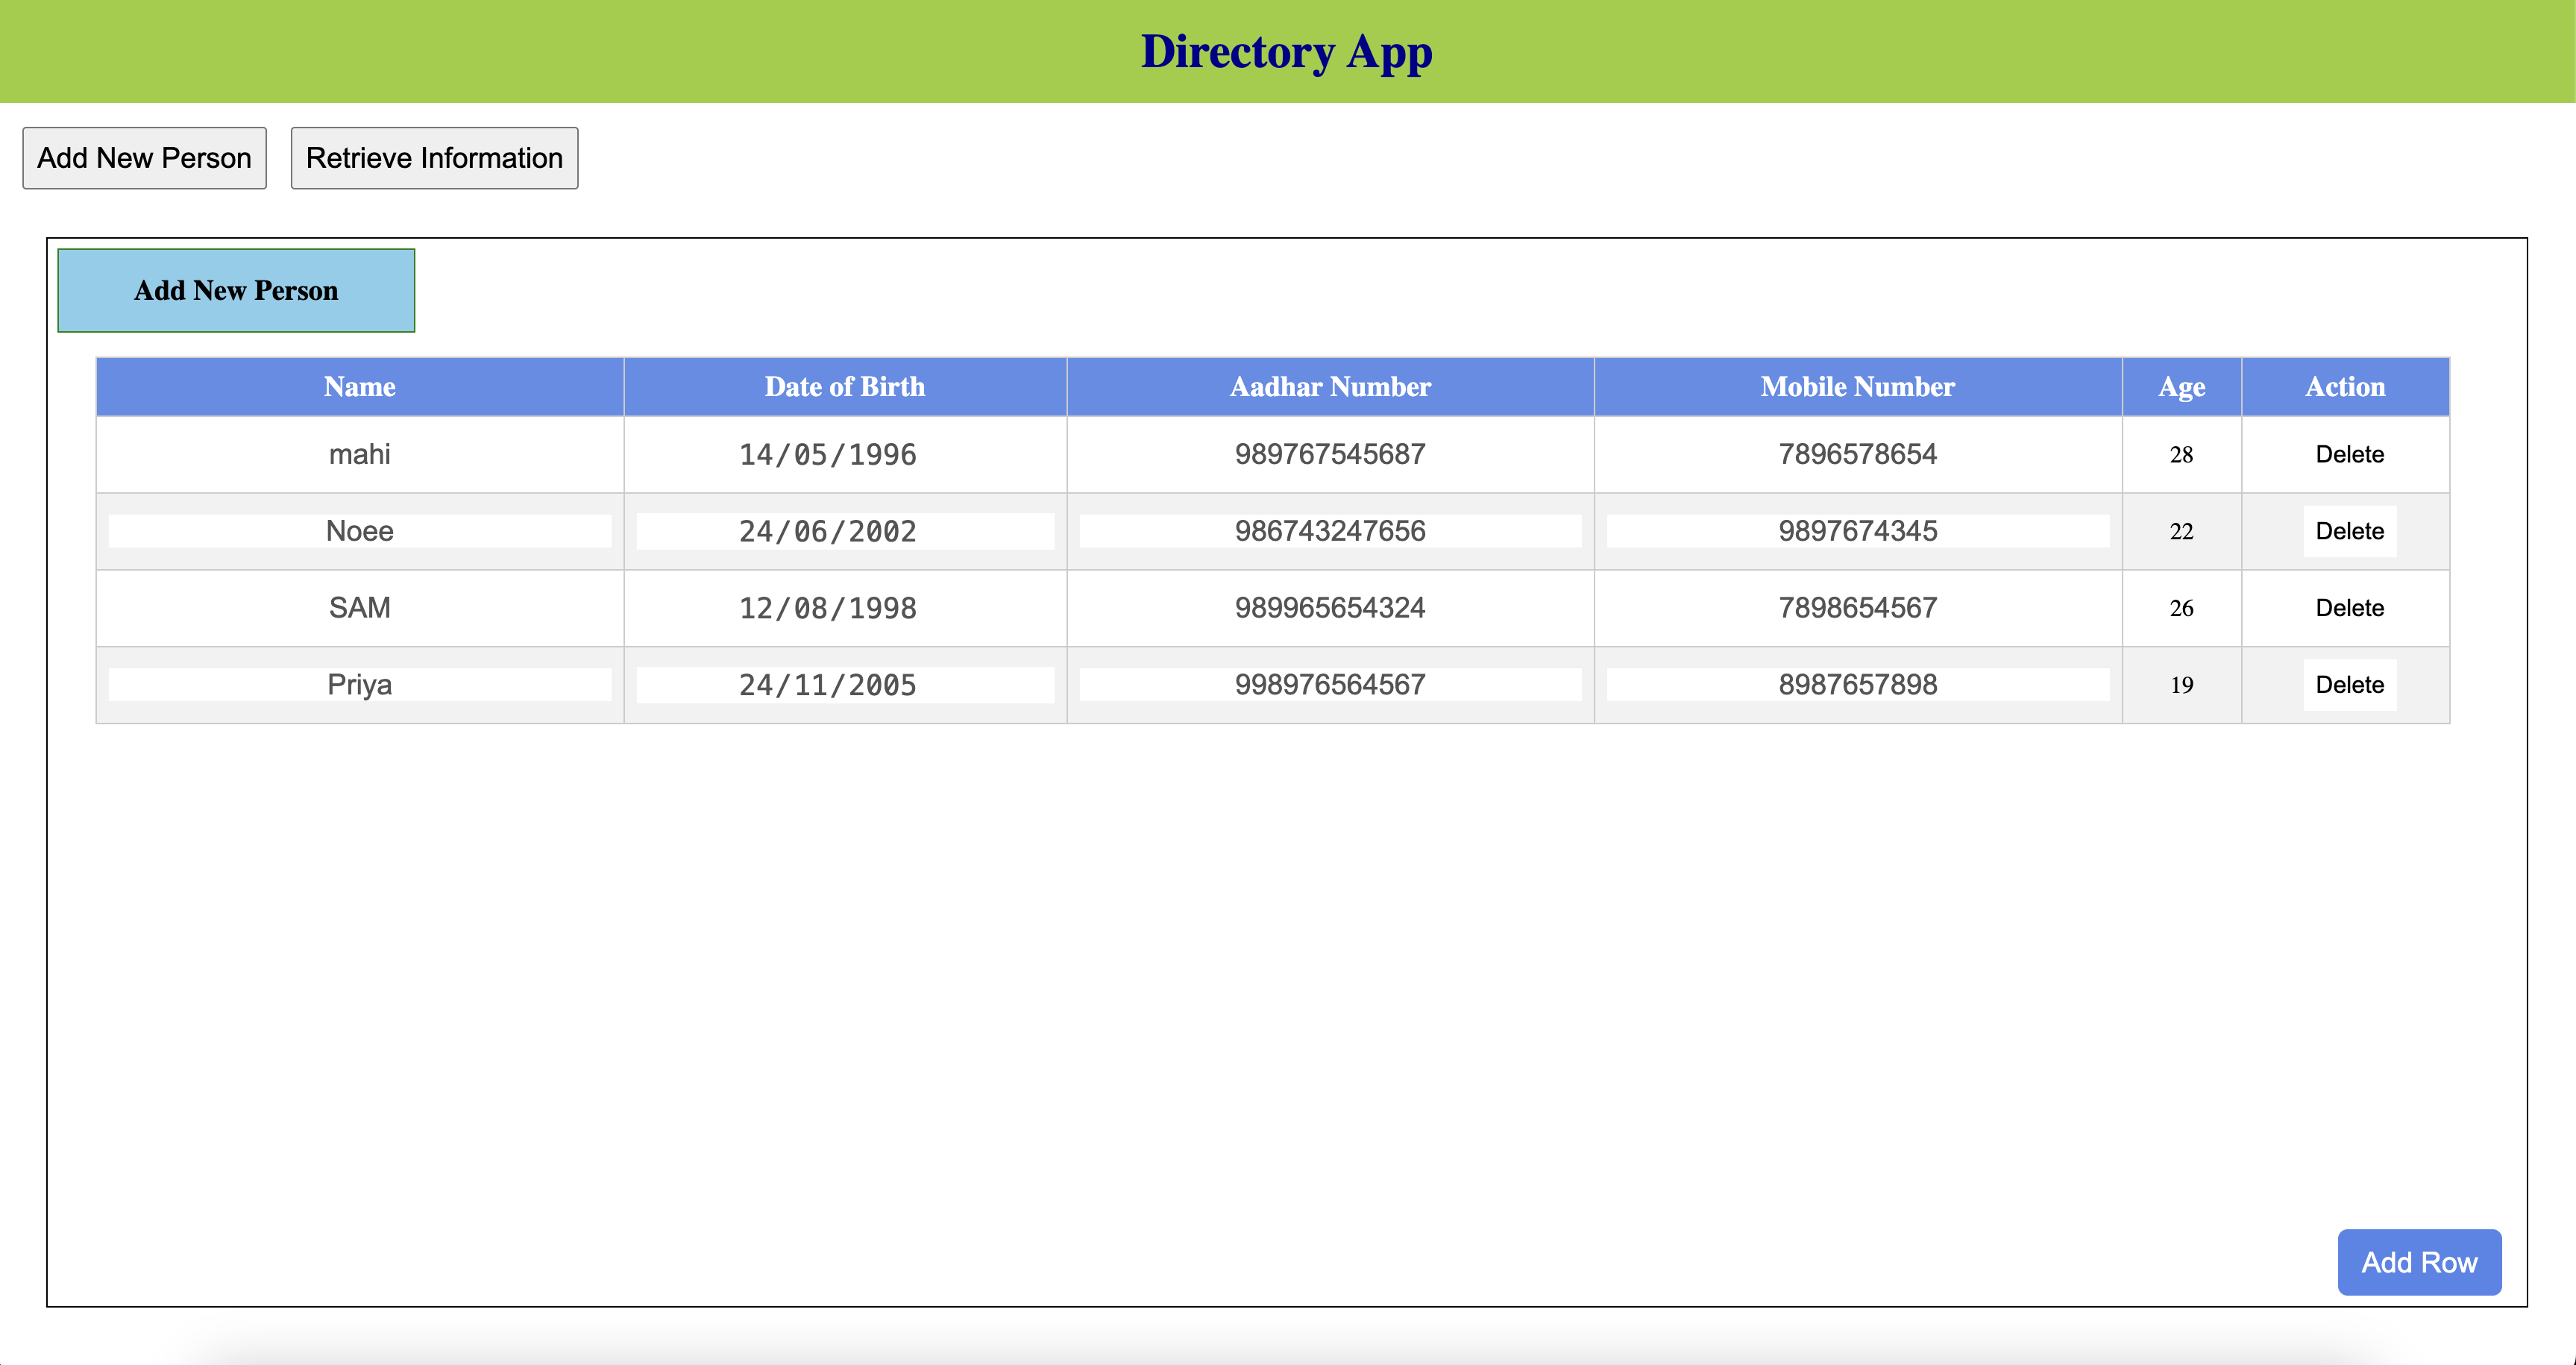 Directory App
Add New Person Retrieve Information
Add New Person
Name Date of Birth Aadhar Number Mobile Number Age Action
mahi 14/05/1996 989767545687 7896578654 28 Delete
Noee 24/06/2002 986743247656 9897674345 22 Delete
SAM 12/08/1998 989965654324 7898654567 26 Delete
Priya 24/11/2005 998976564567 8987657898 19 Delete
Add Row